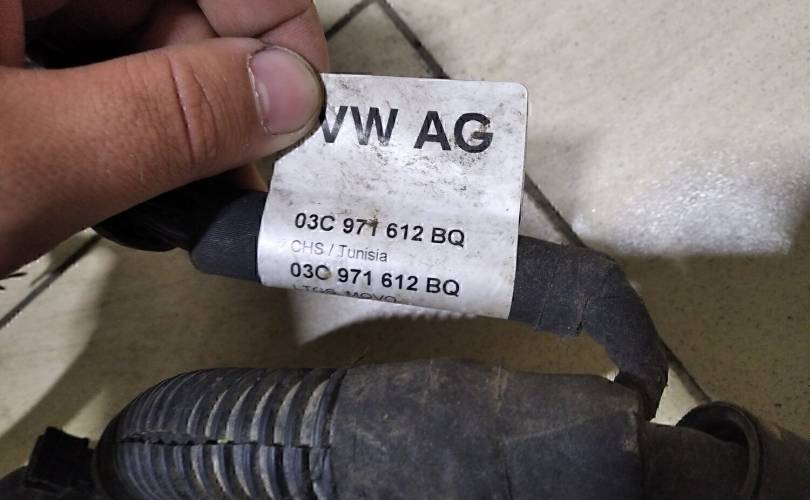 VW AG
03C 971 612 BQ
CHS / Tunisia
03C 971 612 BQ